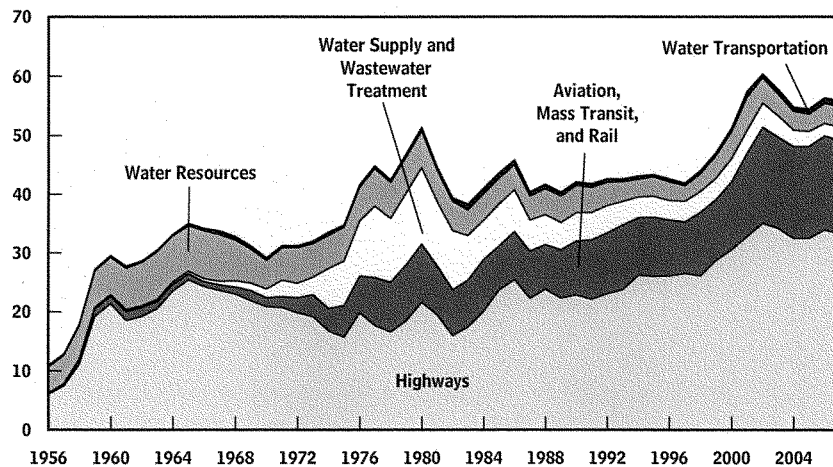 70
60
50
40
30
20
10
0
Water Supply and
Wastewater
Treatment
Water Transportation
Aviation,
Mass Transit,
and Rail
Water Resources
Highways
1956 1960 1964 1968 1972 1976 1980 1984 1988 1992 1996 2000 2004